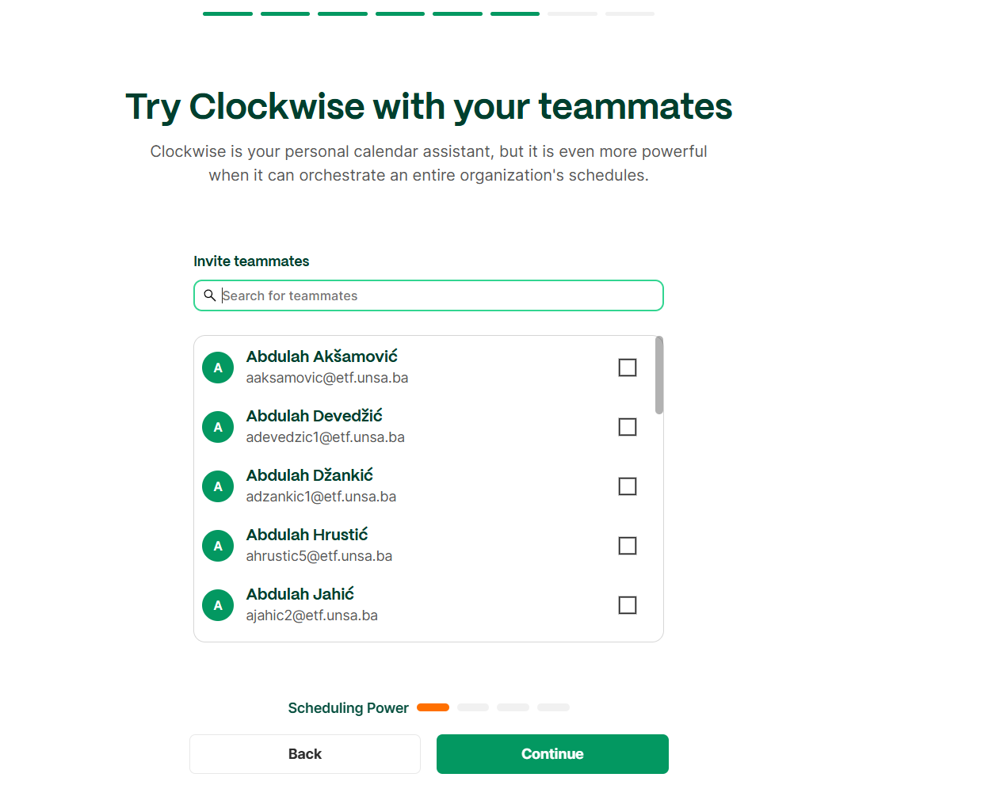 Try Clockwise with your teammates
Clockwise is your personal calendar assistant, but it is even more powerful
when it can orchestrate an entire organization's schedules.
Invite teammates
Search for teammates
A
Abdulah Akšamović
aaksamovic@etf.unsa.ba
A
Abdulah Devedžić
adevedzic1@etf.unsa.ba
A
Abdulah Džankić
adzankic1@etf.unsa.ba
A
Abdulah Hrustić
ahrustic5@etf.unsa.ba
A
Abdulah Jahić
ajahic2@etf.unsa.ba
Scheduling Power
Back
Continue